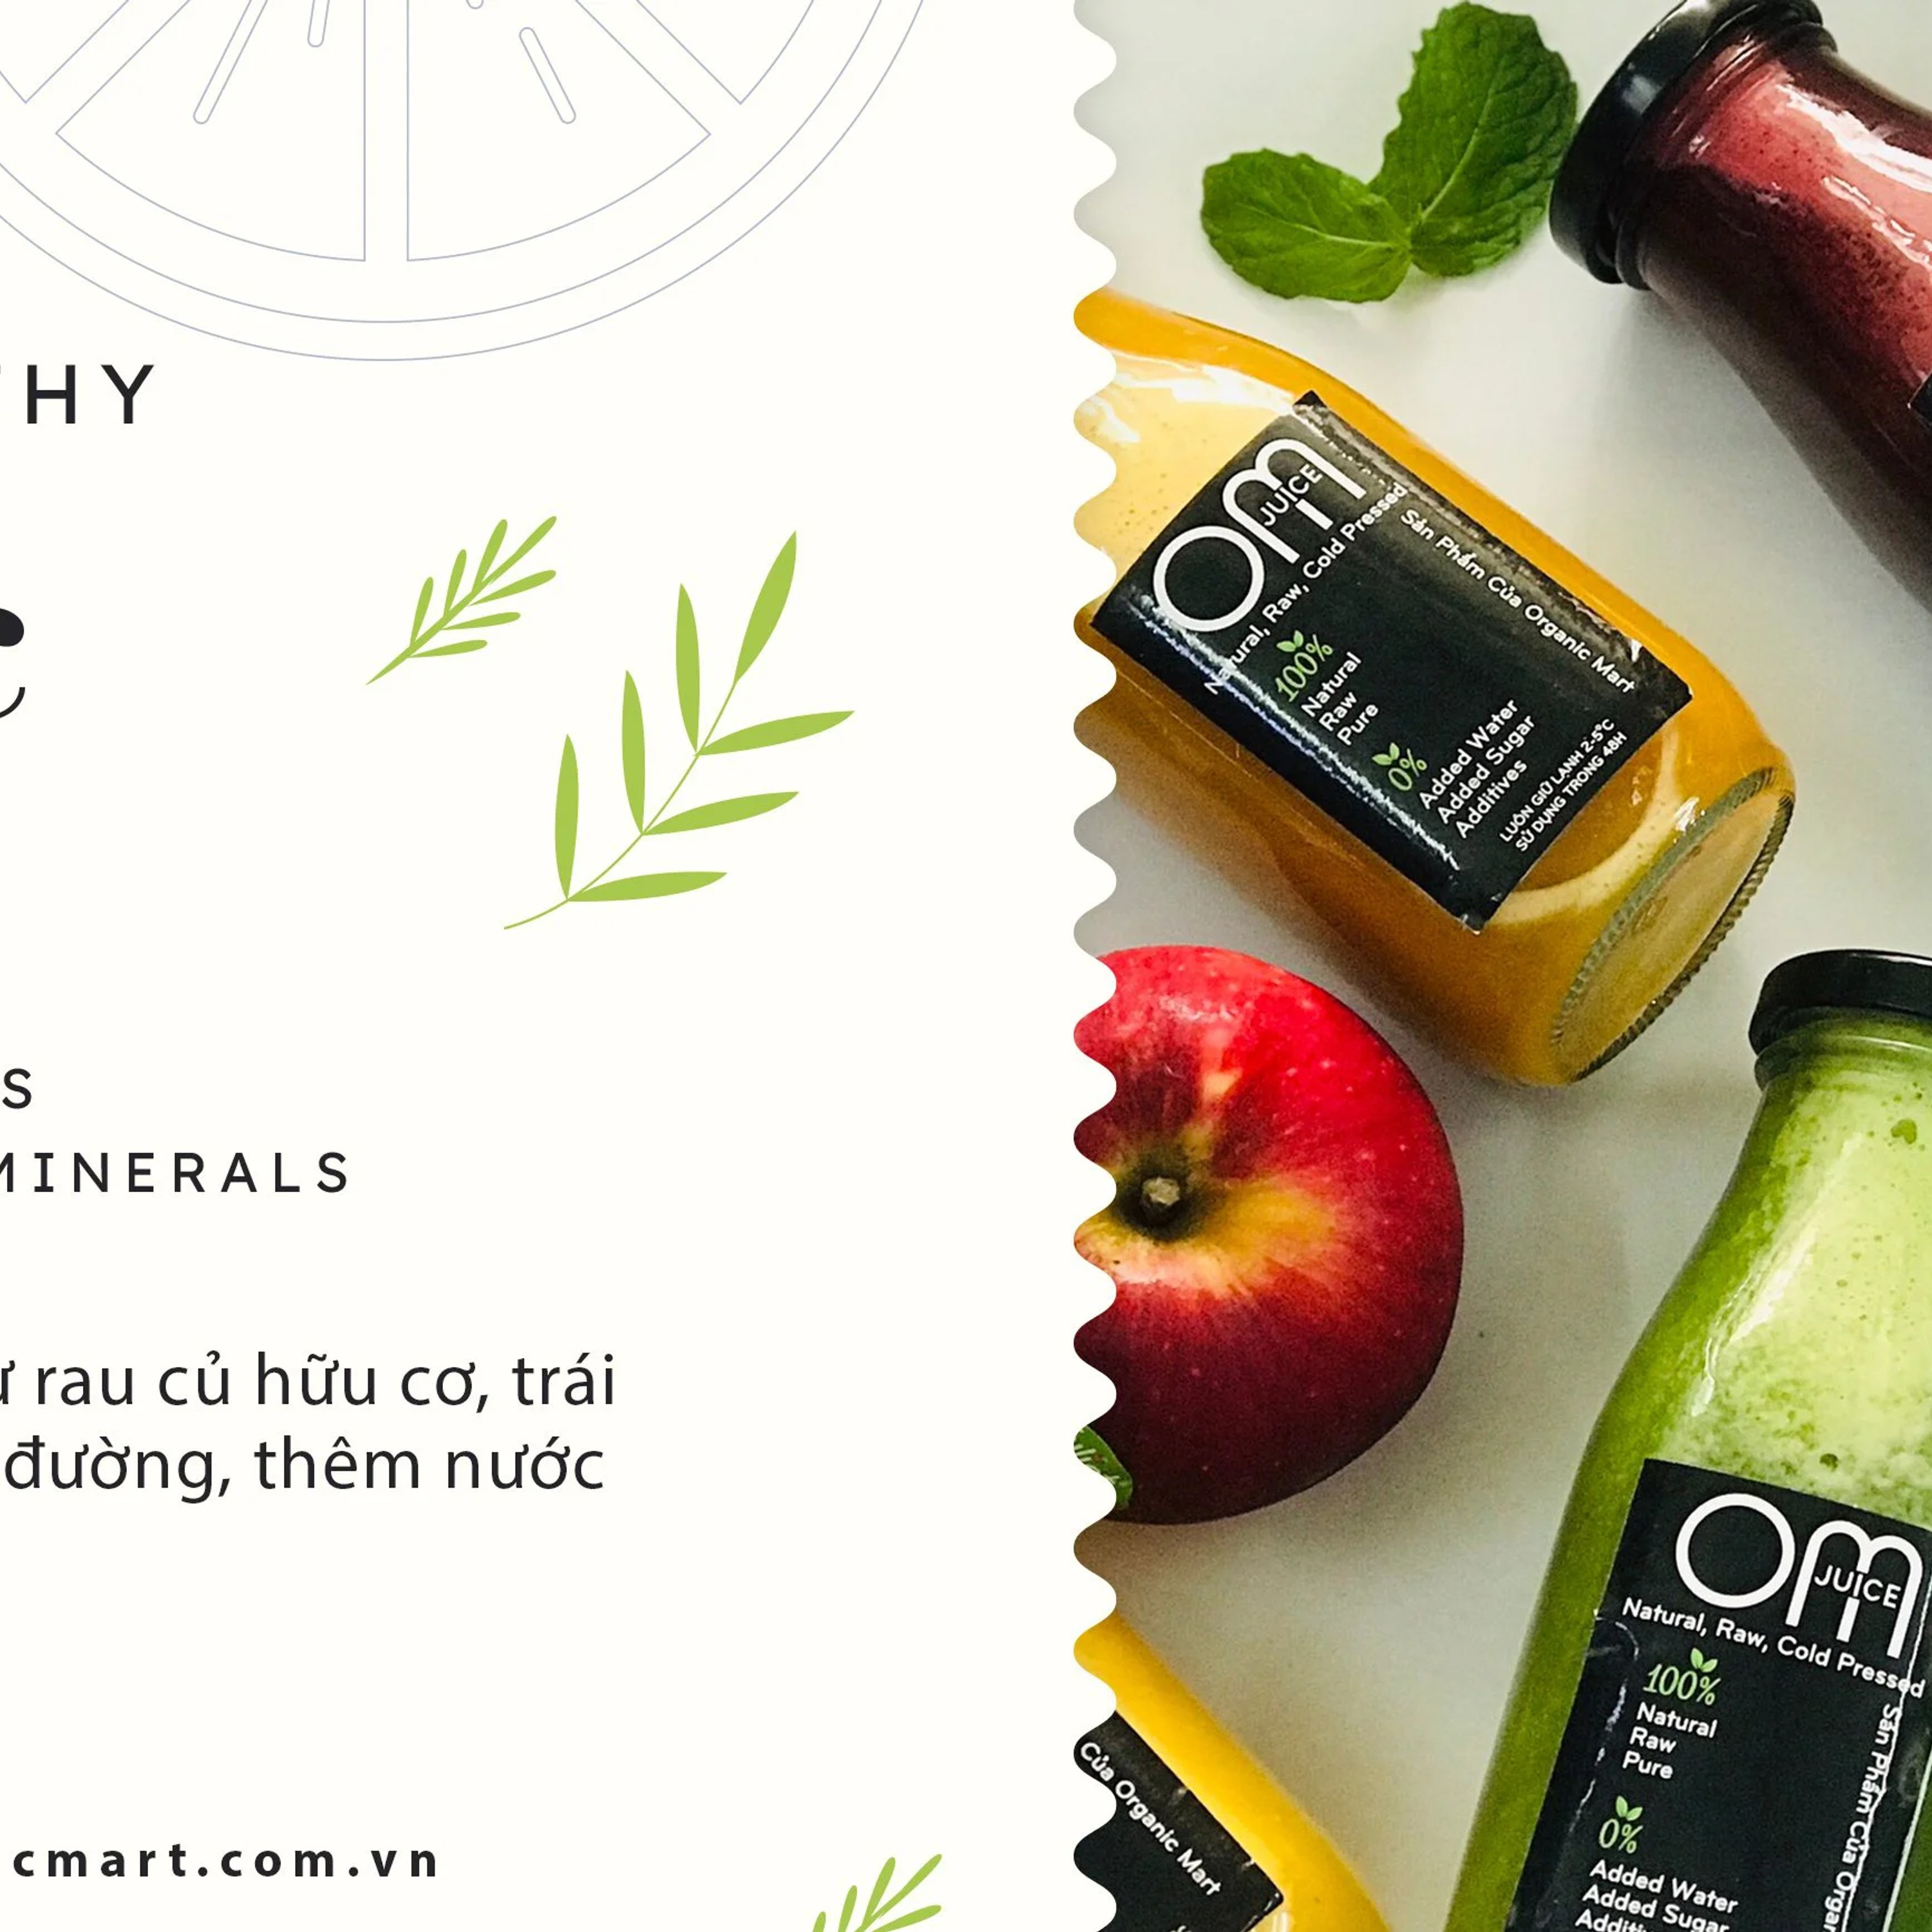 THY
S
MINERALS
ừ rau củ hữu cơ, trái
đường, thêm nước
cmart.com.vn
OM
JUICE
Natural, Raw, Cold Pressed
Sản Phẩm Của Organic Mart
100%
Natural
Raw
Pure
0%
Added Water
Added Sugar
Additives
LUÔN GIỮ LẠNH 2-5°C
SỬ DỤNG TRONG 48H
OM
JUICE
Natural, Raw, Cold Pressed
100%
Natural
Raw
Pure
0%
Added Water
Added Sugar
Sản Phẩm Của
Của Organic Mart